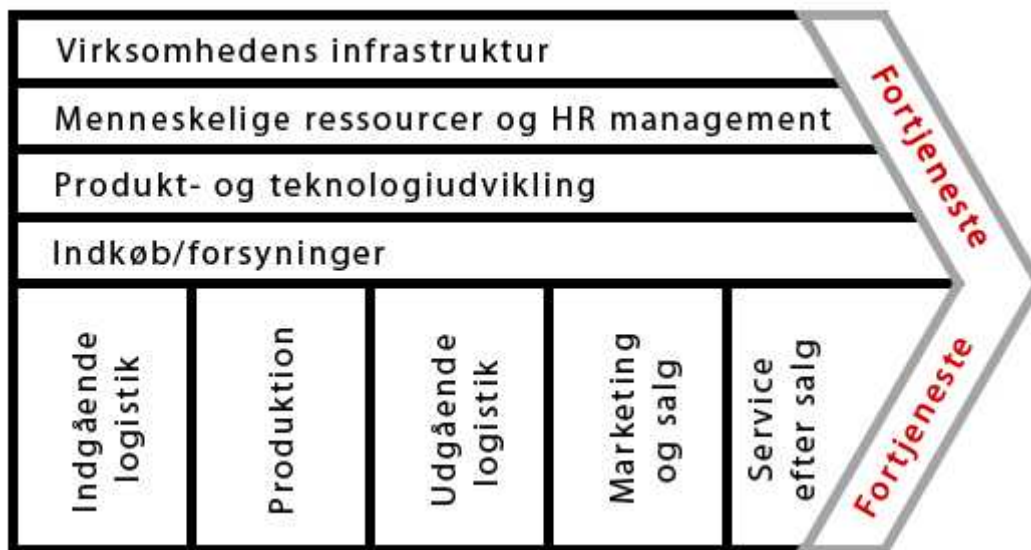 Virksomhedens infrastruktur
Menneskelige ressourcer og HR management
Produkt- og teknologiudvikling
Indkøb/forsyninger
Fortjeneste
Indgående
logistik
Produktion
Udgående
logistik
Marketing
og salg
Service
efter salg
Fortjeneste